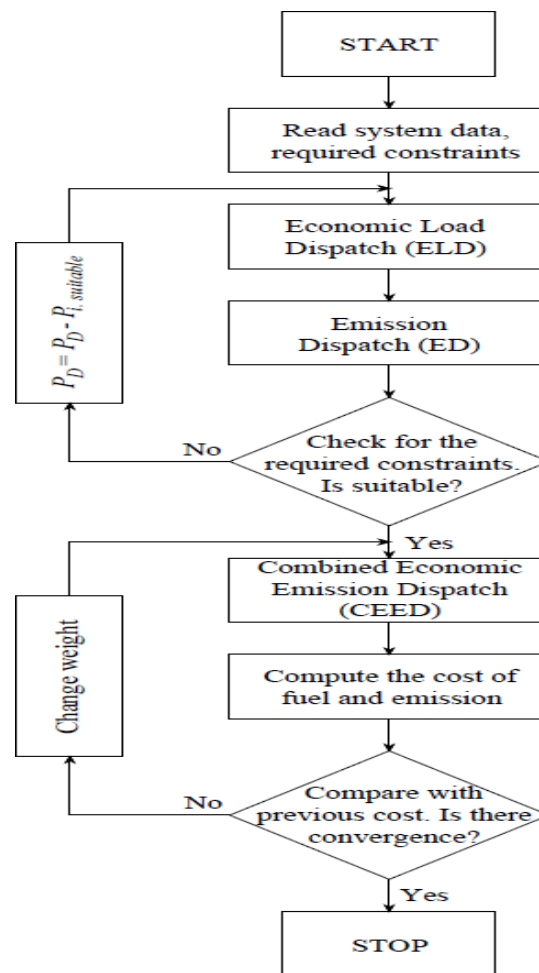 START
Read system data,
required constraints
Economic Load
Dispatch (ELD)
P_D = P_D - P_i, suitable
Emission
Dispatch (ED)
No
Check for the
required constraints.
Is suitable?
Yes
Combined Economic
Emission Dispatch
(CEED)
Change weight
Compute the cost of
fuel and emission
No
Compare with
previous cost. Is there
convergence?
Yes
STOP